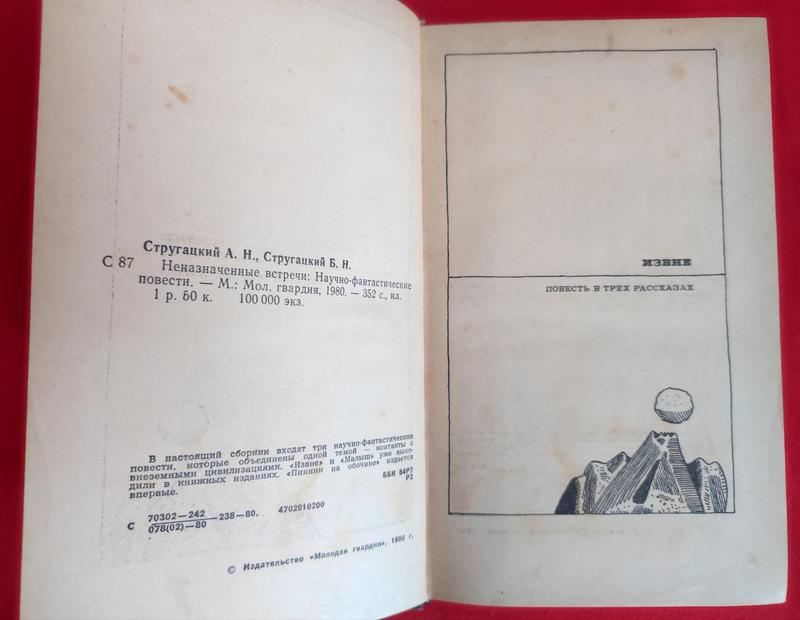 Стругацкий А. Н., Стругацкий Б. Н.
С 87 Неназначенные встречи: Научно-фантастические
повести. — М.: Мол. гвардия, 1980. — 352 с., ил.
1 р. 60 к. 100 000 экз.
В настоящий сборник входят три научно-фантастические
повести, которые объединены одной темой — контакты с
внеземными цивилизациями. «Извне» и «Малыш» уже выхо-
дили в книжных изданиях. «Пикник на обочине» издается
впервые.
ББК 84Р7
Р2
С 70302—242
078(02)—80 238—80. 4702010200
© Издательство «Молодая гвардия», 1980 г.
ИЗВНЕ
ПОВЕСТЬ В ТРЕХ РАССКАЗАХ